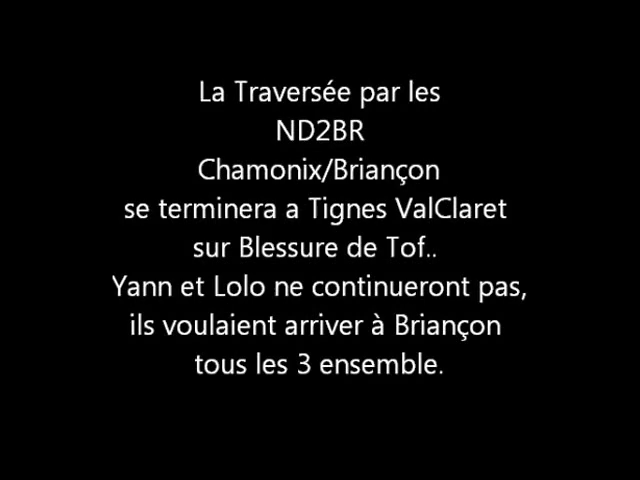 La Traversée par les
ND2BR
Chamonix/Briançon
se terminera a Tignes ValClaret
sur Blessure de Tof..
Yann et Lolo ne continueront pas,
ils voulaient arriver à Briançon
tous les 3 ensemble.